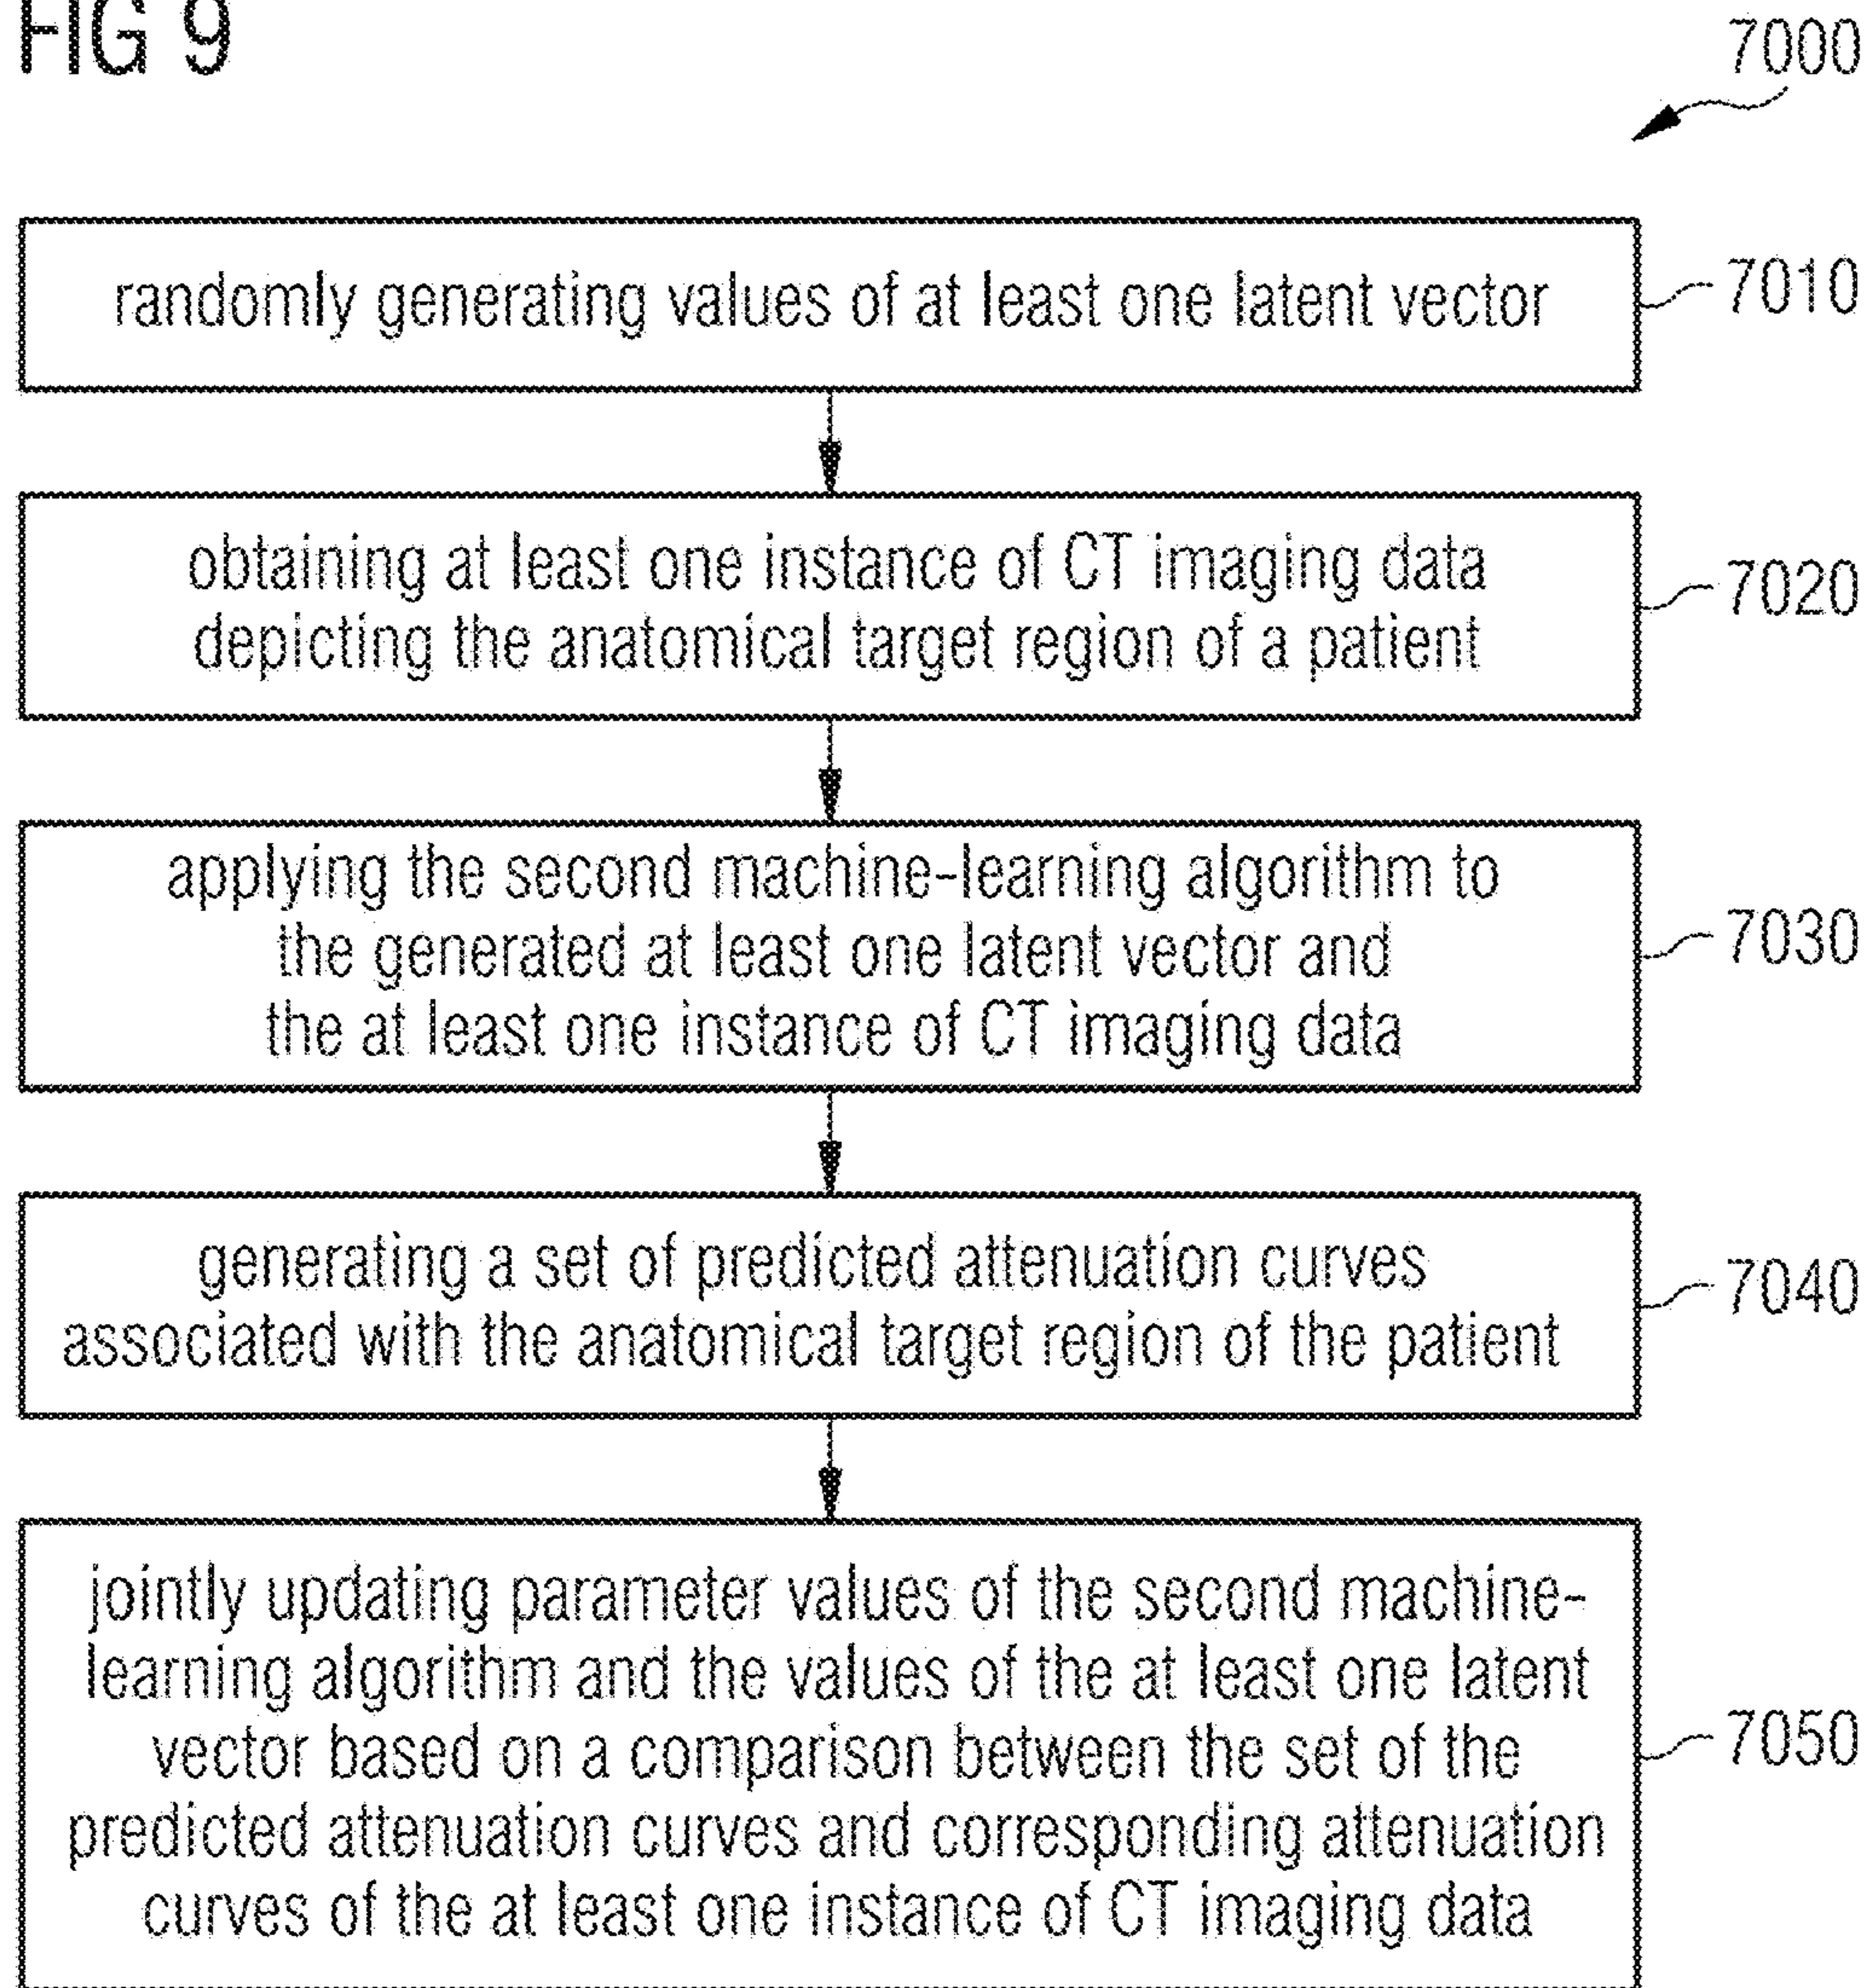 FIG 9
7000
randomly generating values of at least one latent vector
7010
obtaining at least one instance of CT imaging data
depicting the anatomical target region of a patient
7020
applying the second machine-learning algorithm to
the generated at least one latent vector and
the at least one instance of CT imaging data
7030
generating a set of predicted attenuation curves
associated with the anatomical target region of the patient
7040
jointly updating parameter values of the second machine-
learning algorithm and the values of the at least one latent
vector based on a comparison between the set of the
predicted attenuation curves and corresponding attenuation
curves of the at least one instance of CT imaging data
7050